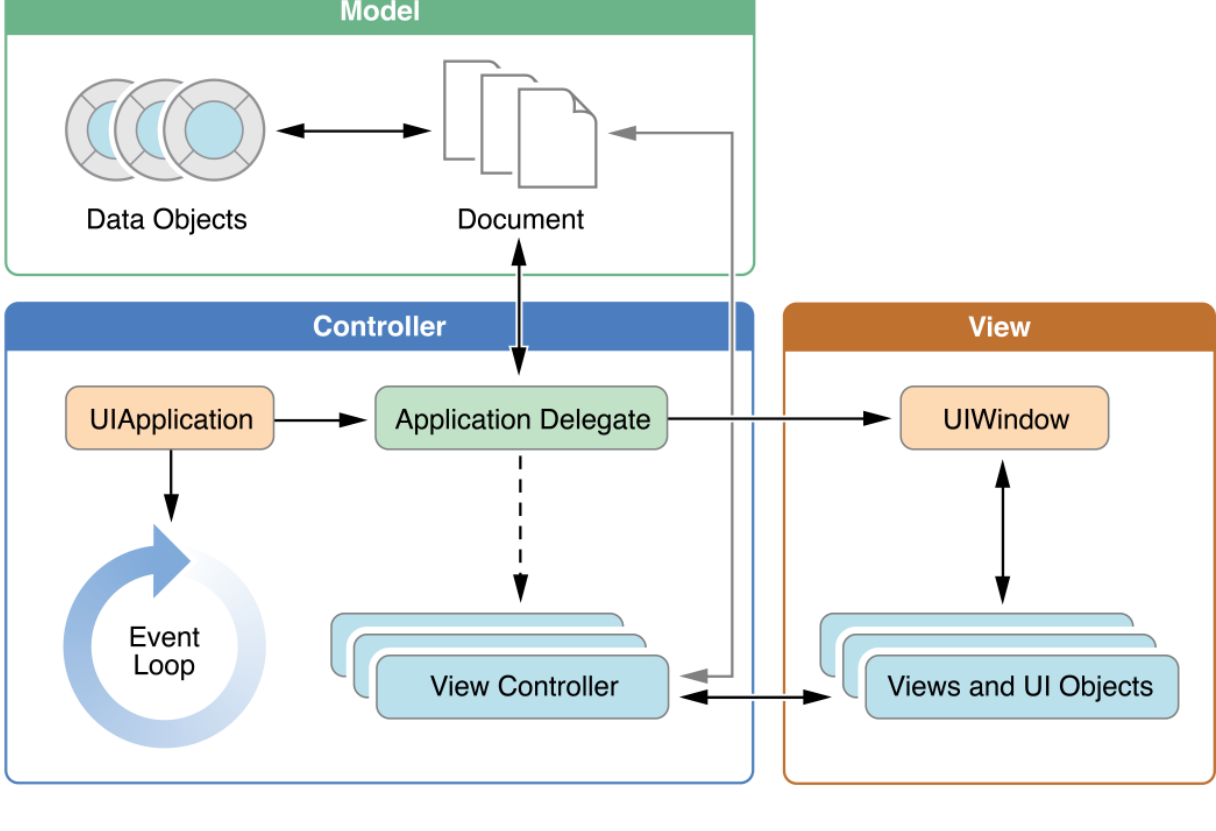 Model
Data Objects
Document
Controller
View
UIApplication
Application Delegate
UIWindow
Event
Loop
View Controller
Views and UI Objects